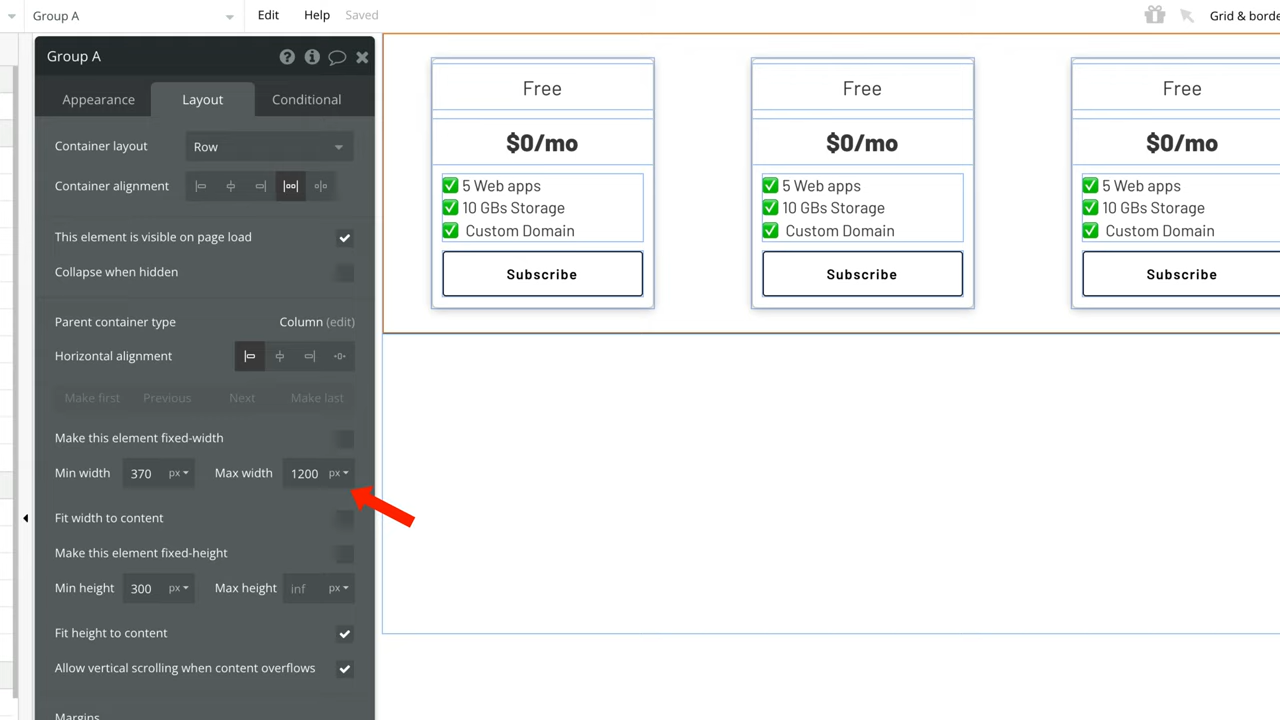 Group A
Edit
Help
Saved
Grid & borde
Group A
Appearance
Layout
Conditional
Container layout
Row
Container alignment
This element is visible on page load
Collapse when hidden
Parent container type
Column (edit)
Horizontal alignment
Make first
Previous
Next
Make last
Make this element fixed-width
Min width
370
px
Max width
1200
px
Fit width to content
Make this element fixed-height
Min height
300
px
Max height
inf
px
Fit height to content
Allow vertical scrolling when content overflows
Margins
Free
$0/mo
✅ 5 Web apps
✅ 10 GBs Storage
✅ Custom Domain
Subscribe
Free
$0/mo
✅ 5 Web apps
✅ 10 GBs Storage
✅ Custom Domain
Subscribe
Free
$0/mo
✅ 5 Web apps
✅ 10 GBs Storage
✅ Custom Domain
Subscribe